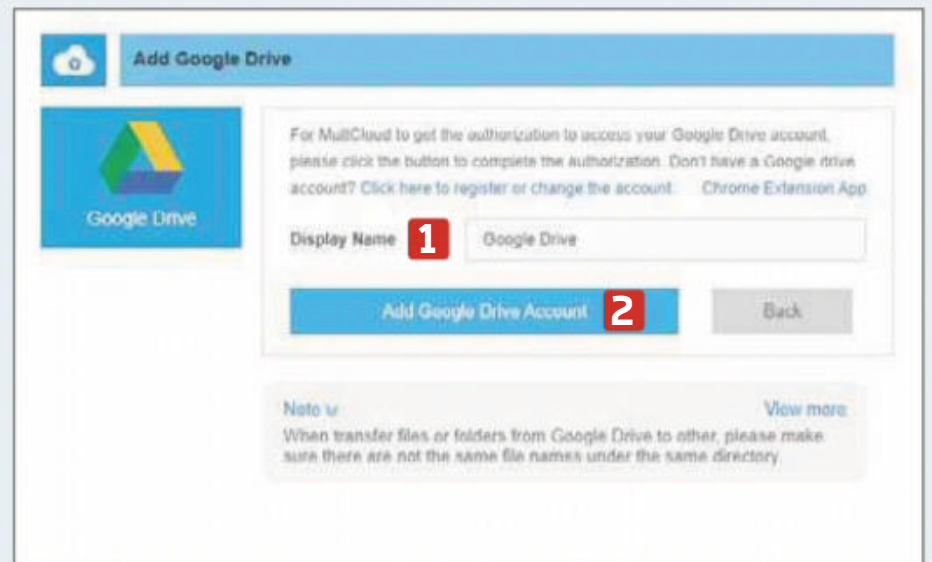 Add Google Drive
Google Drive
For MultCloud to get the authorization to access your Google Drive account,
please click the button to complete the authorization. Don't have a Google drive
account? Click here to register or change the account. Chrome Extension App
Display Name 1 Google Drive
Add Google Drive Account 2 Back
Note View more
When transfer files or folders from Google Drive to other, please make
sure there are not the same file names under the same directory